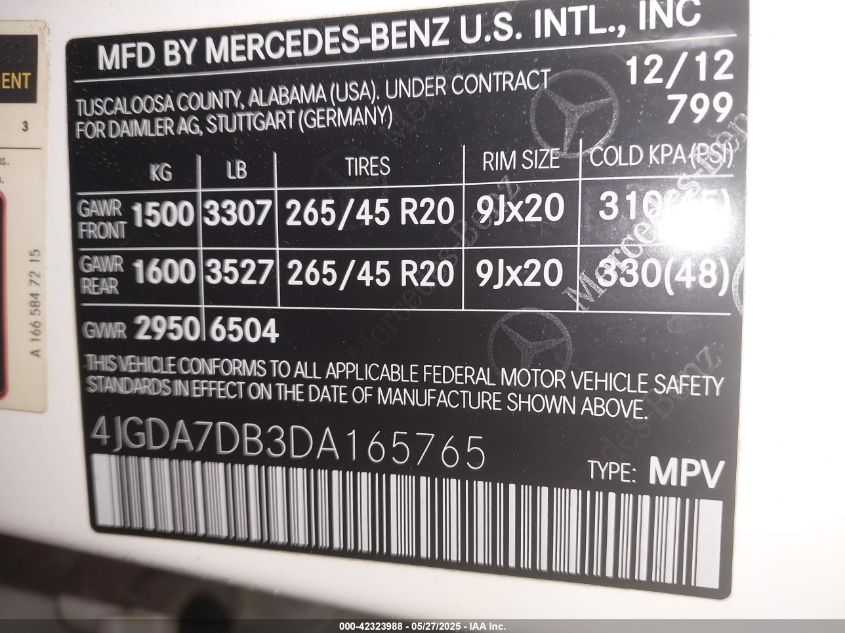 MFD BY MERCEDES-BENZ U.S. INTL., INC
TUSCALOOSA COUNTY, ALABAMA (USA). UNDER CONTRACT
FOR DAIMLER AG, STUTTGART (GERMANY)
12/12
799
KG LB TIRES RIM SIZE COLD KPA (PSI)
GAWR FRONT 1500 3307 265/45 R20 9Jx20
GAWR REAR 1600 3527 265/45 R20 9Jx20 330(48)
GVWR 2950 6504
THIS VEHICLE CONFORMS TO ALL APPLICABLE FEDERAL MOTOR VEHICLE SAFETY
STANDARDS IN EFFECT ON THE DATE OF MANUFACTURE SHOWN ABOVE.
4JGDA7DB3DA165765
TYPE: MPV
3
A 166 584 72 15
Mercedes-Benz
000-42323988 - 05/27/2025 - IAA Inc.